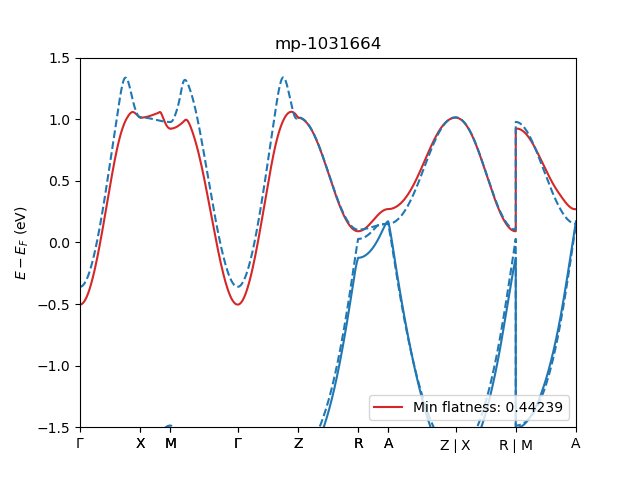 mp-1031664
E − E_F (eV)
1.5
1.0
0.5
0.0
−0.5
−1.0
−1.5
Min flatness: 0.44239
Γ X M Γ Z R A Z | X R | M A